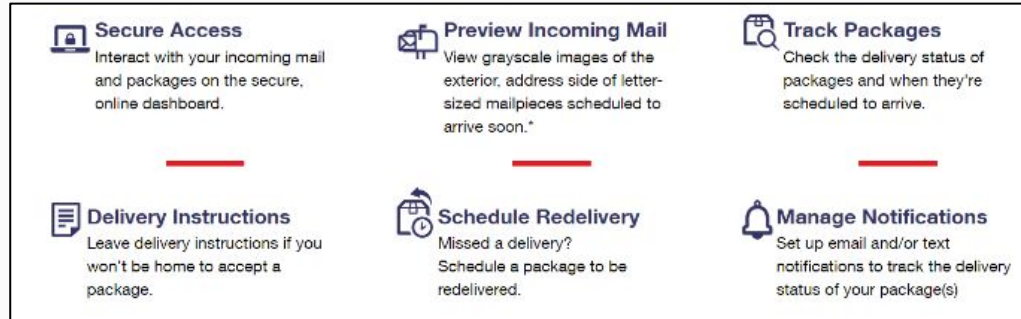 Secure Access
Interact with your incoming mail
and packages on the secure,
online dashboard.
Preview Incoming Mail
View grayscale images of the
exterior, address side of letter-
sized mailpieces scheduled to
arrive soon.*
Track Packages
Check the delivery status of
packages and when they're
scheduled to arrive.
Delivery Instructions
Leave delivery instructions if you
won't be home to accept a
package.
Schedule Redelivery
Missed a delivery?
Schedule a package to be
redelivered.
Manage Notifications
Set up email and/or text
notifications to track the delivery
status of your package(s)